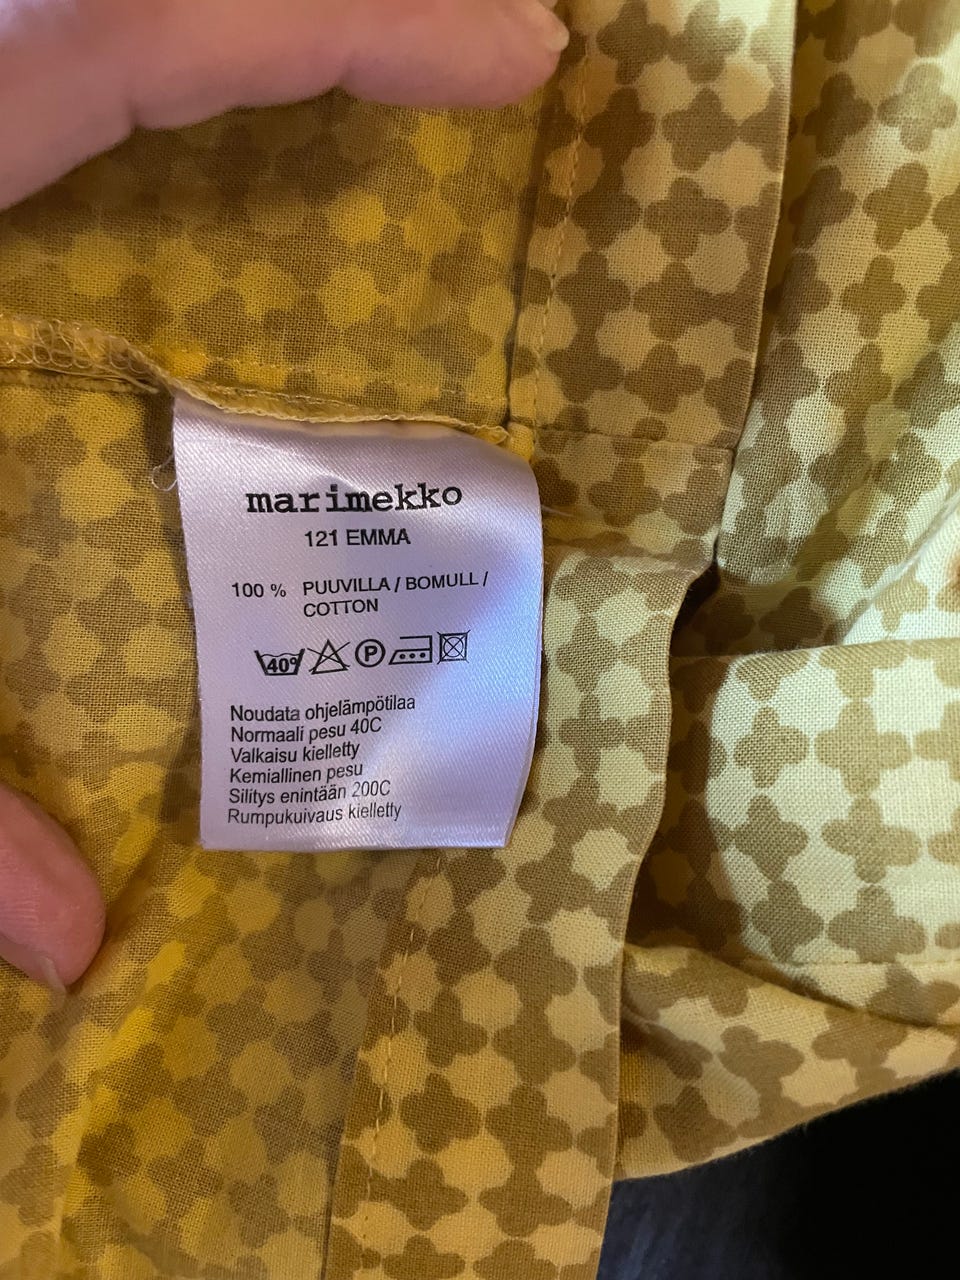 marimekko
121 EMMA
100 % PUUVILLA / BOMULL /
COTTON
40° P
Noudata ohjelämpötilaa
Normaali pesu 40C
Valkaisu kielletty
Kemiallinen pesu
Silitys enintään 200C
Rumpukuivaus kielletty